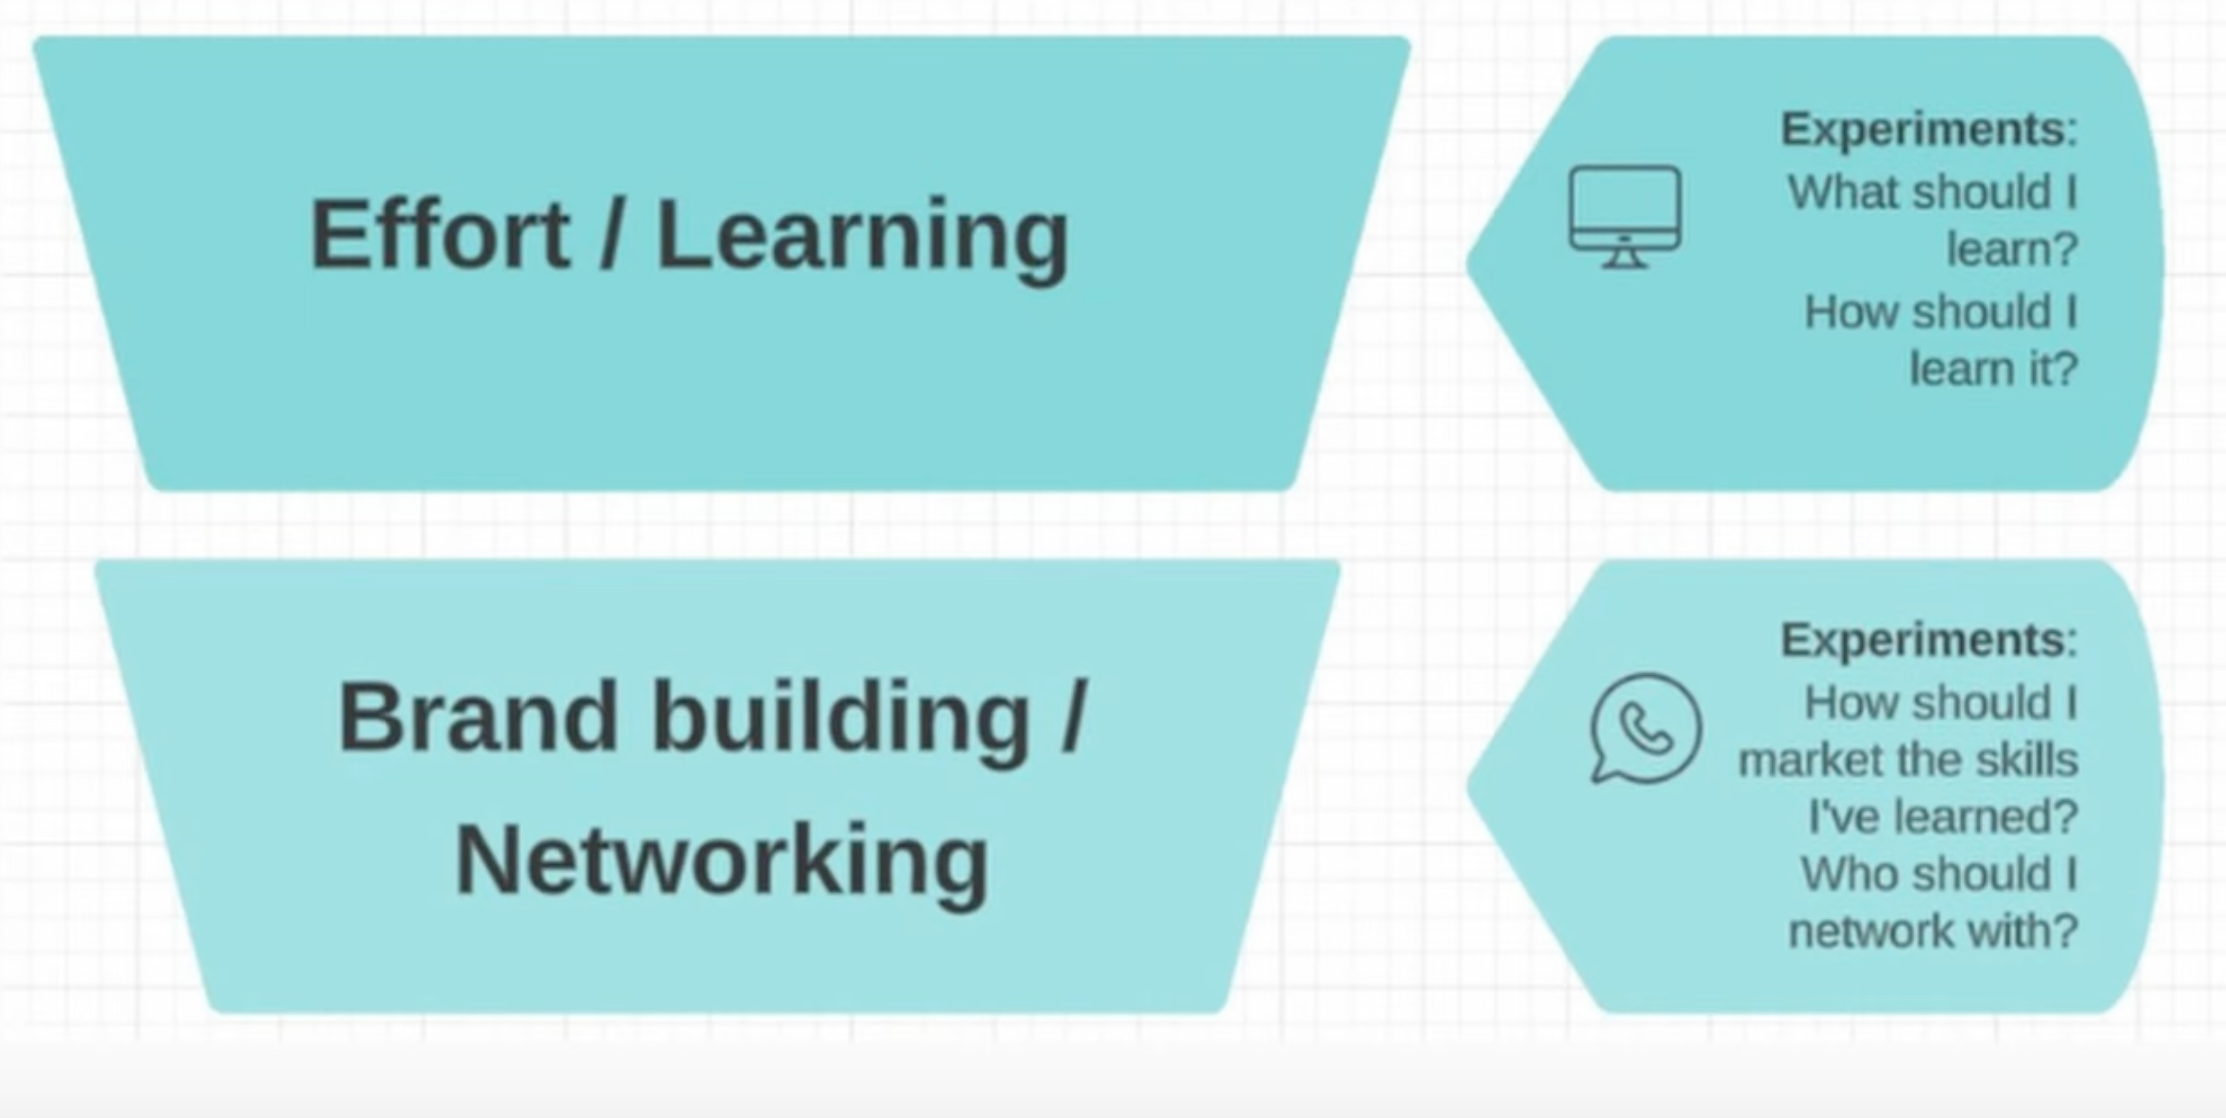 Effort / Learning
Experiments:
What should I
learn?
How should I
learn it?
Brand building /
Networking
Experiments:
How should I
market the skills
I've learned?
Who should I
network with?